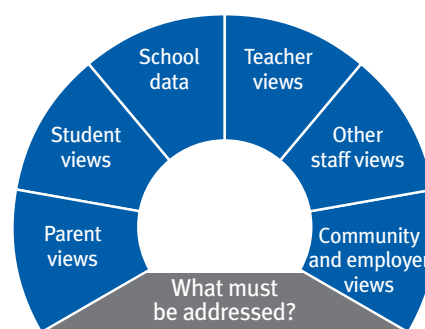 School
data
Teacher
views
Student
views
Other
staff views
Parent
views
Community
and employer
views
What must
be addressed?